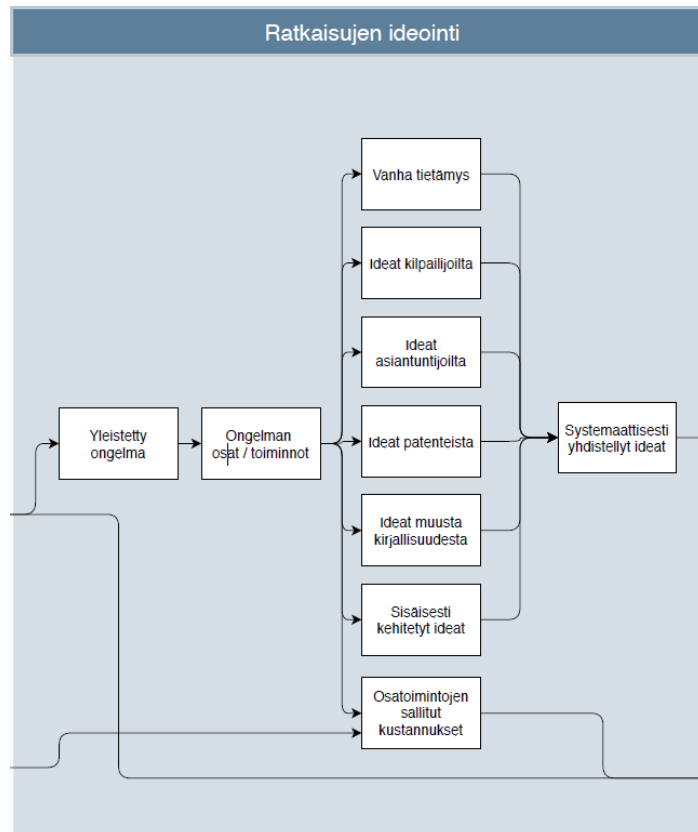 Ratkaisujen ideointi
Vanha tietämys
Ideat kilpailijoilta
Ideat
asiantuntijoilta
Yleistetty
ongelma
Ongelman
osat / toiminnot
Ideat patenteista
Systemaattisesti
yhdistellyt ideat
Ideat muusta
kirjallisuudesta
Sisäisesti
kehitetyt ideat
Osatoimintojen
sallitut
kustannukset